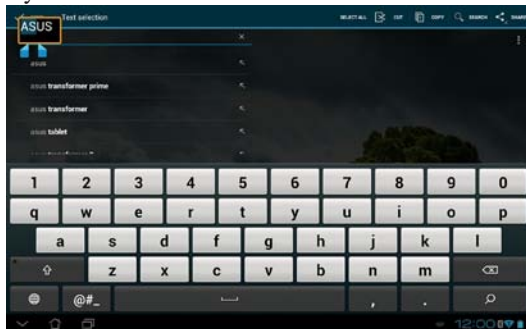 Text selection SELECT ALL CUT COPY SEARCH SHARE
ASUS
asus
asus transformer prime
asus transformer
asus tablet
1 2 3 4 5 6 7 8 9 0
q w e r t y u i o p
a s d f g h j k l
z x c v b n m
@#_ , .
12:00